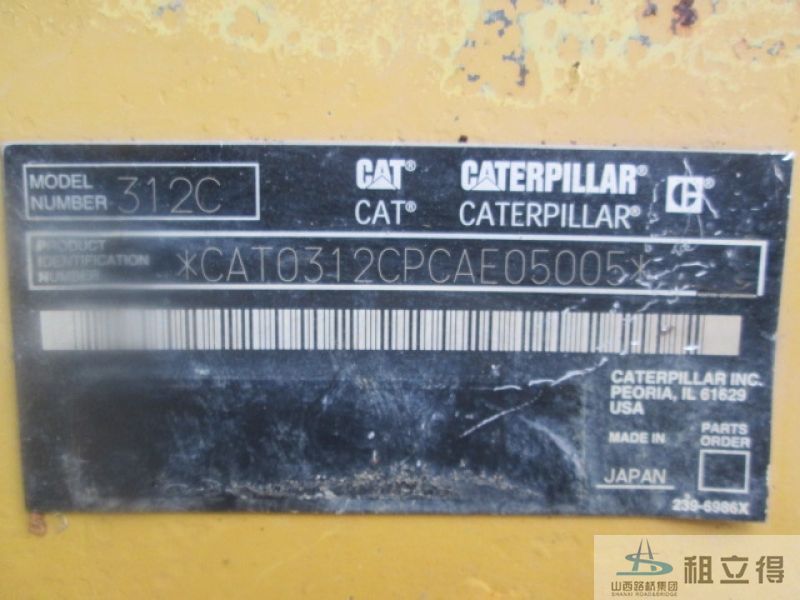 MODEL
NUMBER 312C
CAT® CATERPILLAR® C®
CAT® CATERPILLAR®
PRODUCT
IDENTIFICATION
NUMBER
*CAT0312CPCAE05005*
CATERPILLAR INC.
PEORIA, IL 61629
USA
MADE IN
JAPAN
PARTS
ORDER
239-6986X
山西路桥集团
SHANXI ROAD&BRIDGE
租立得